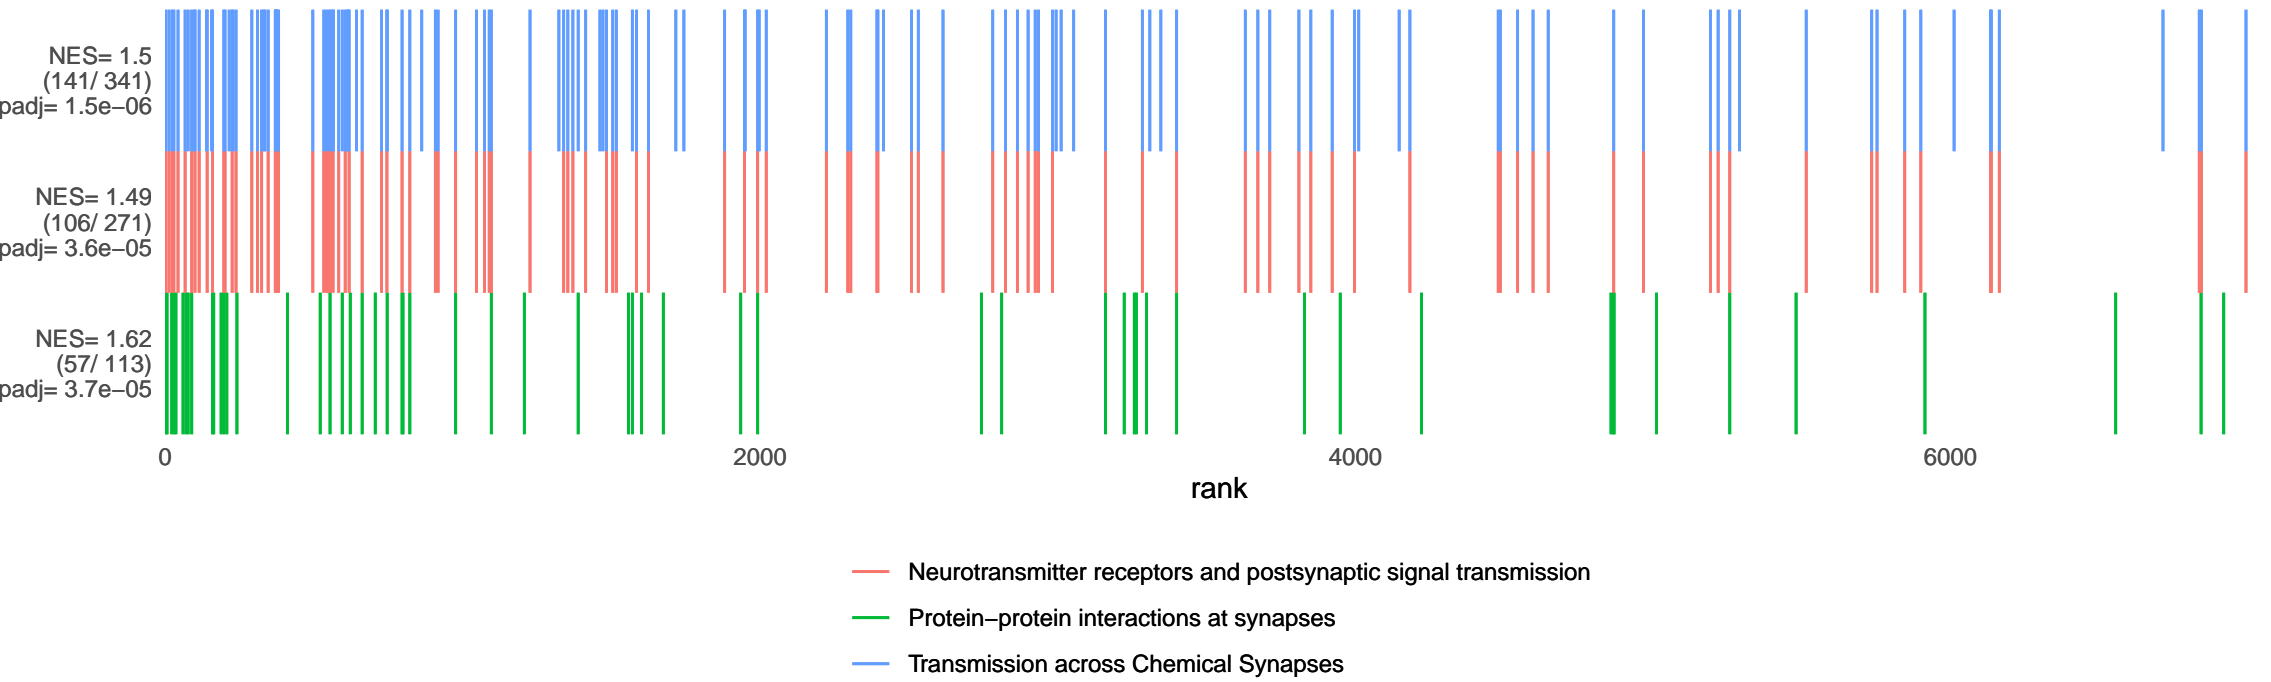 NES= 1.5
(141/ 341)
padj= 1.5e−06
NES= 1.49
(106/ 271)
padj= 3.6e−05
NES= 1.62
(57/ 113)
padj= 3.7e−05
0 2000 4000 6000
rank
Neurotransmitter receptors and postsynaptic signal transmission
Protein−protein interactions at synapses
Transmission across Chemical Synapses